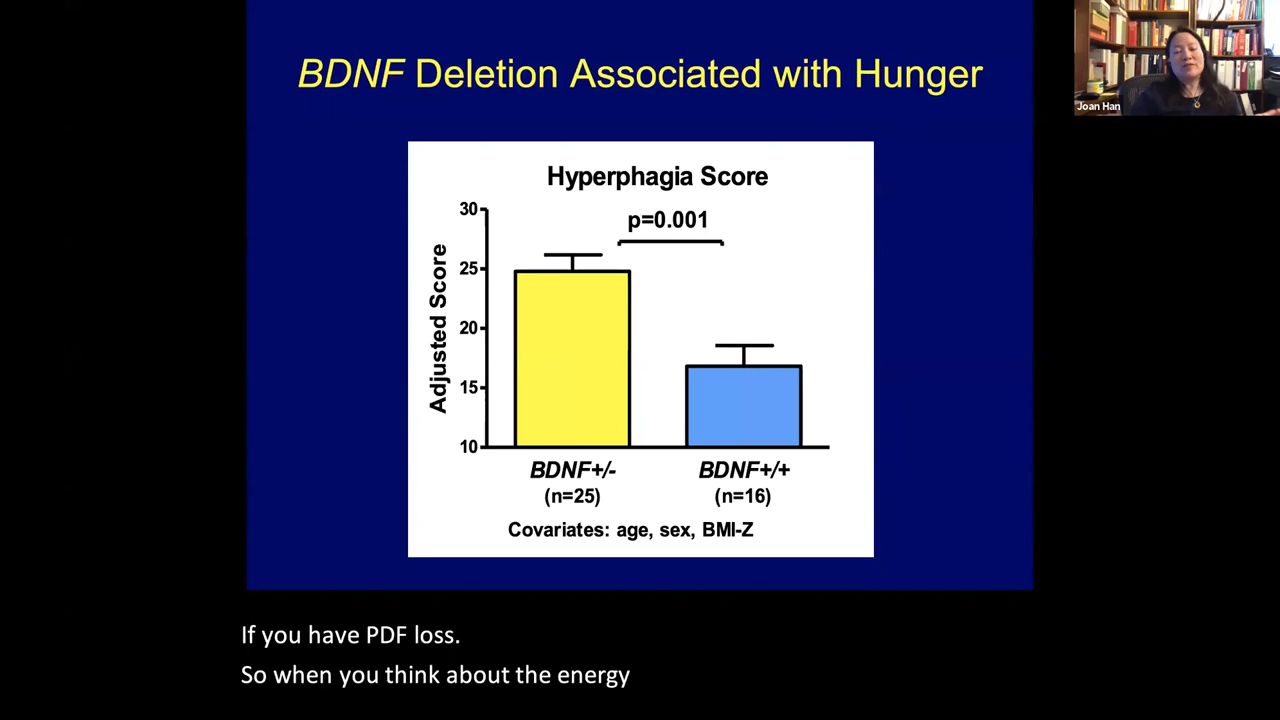 BDNF Deletion Associated with Hunger
Joan Han
Hyperphagia Score
p=0.001
30
25
20
15
10
Adjusted Score
BDNF+/-
BDNF+/+
(n=25)
(n=16)
Covariates: age, sex, BMI-Z
If you have PDF loss.
So when you think about the energy